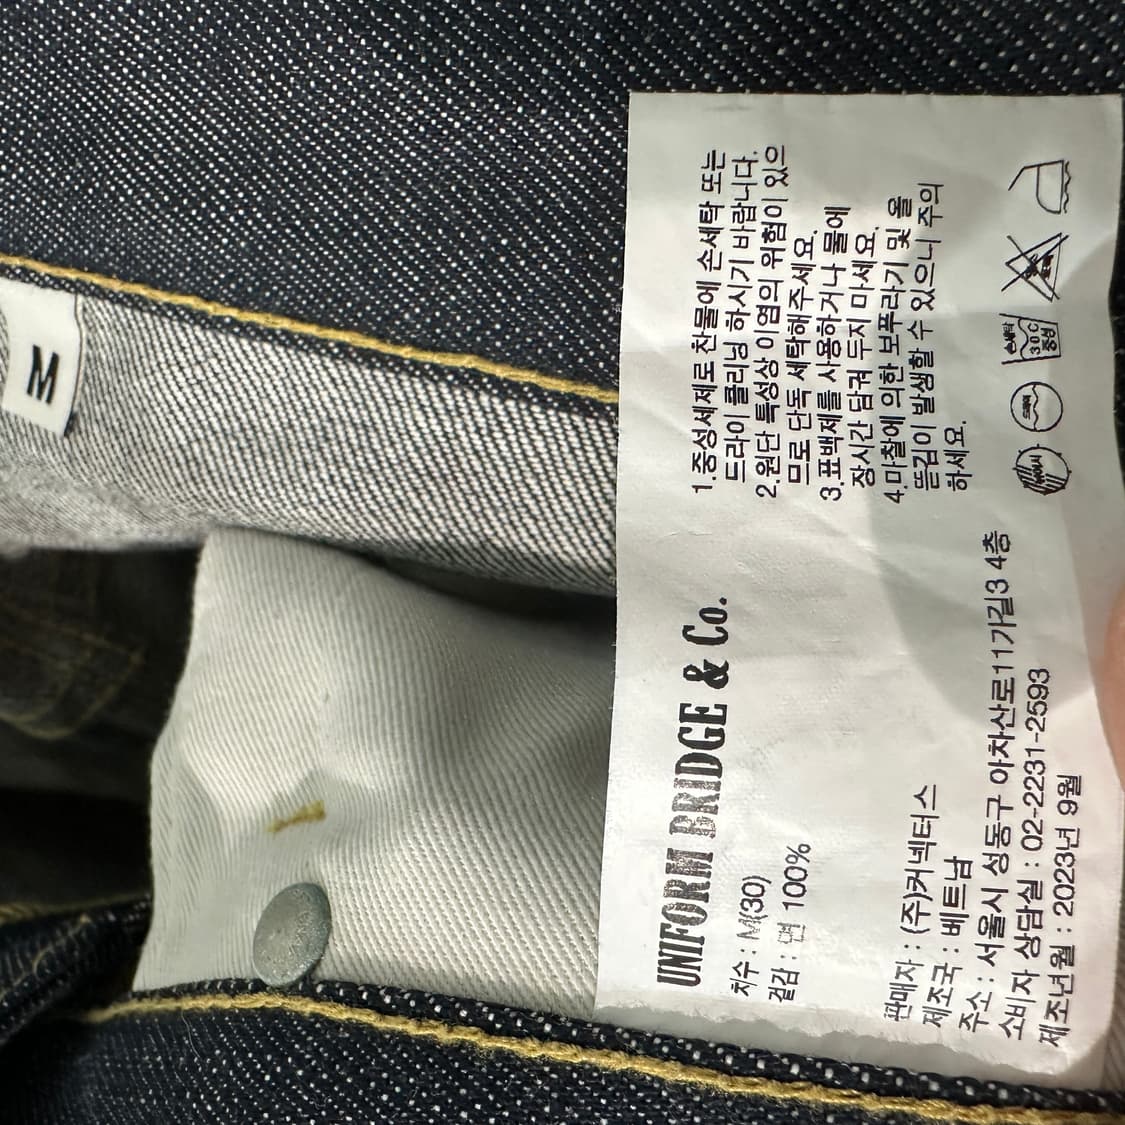 M
UNIFORM BRIDGE & Co.
치수 : M(30)
겉감 : 면 100%
판매자 : (주)커넥터스
제조국 : 베트남
주소 : 서울시 성동구 아차산로11가길3 4층
소비자 상담실 : 02-2231-2593
제조년월 : 2023년 9월
1.중성세제로 찬물에 손세탁 또는
드라이 클리닝 하시기 바랍니다.
2.원단 특성상 이염의 위험이 있으
므로 단독 세탁해주세요.
3.표백제를 사용하거나 물에
장시간 담궈 두지 마세요.
4.마찰에 의한 보푸라기 및 올
뜯김이 발생할 수 있으니 주의
하세요.
손세탁
30℃
중성